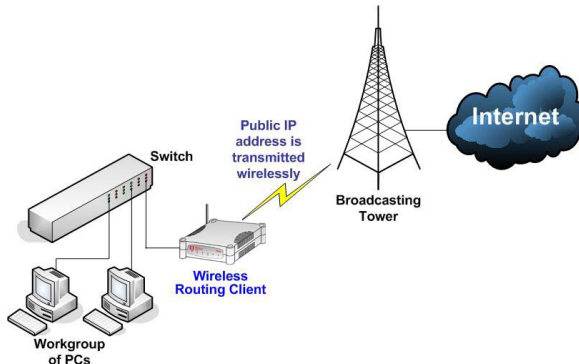 Public IP
address is
transmitted
wirelessly
Internet
Switch
Broadcasting
Tower
Wireless
Routing Client
Workgroup
of PCs